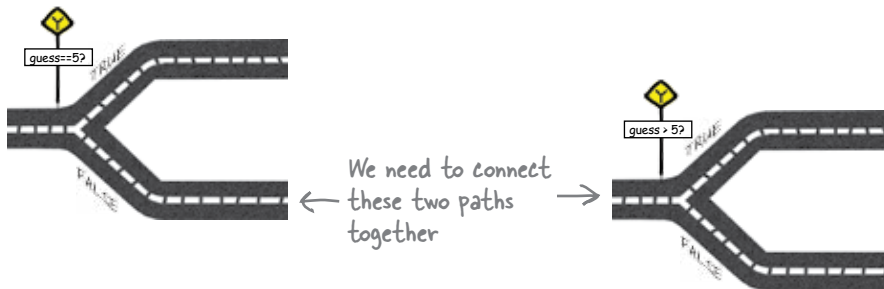 guess==5?
TRUE
FALSE
We need to connect
these two paths
together
guess > 5?
TRUE
FALSE